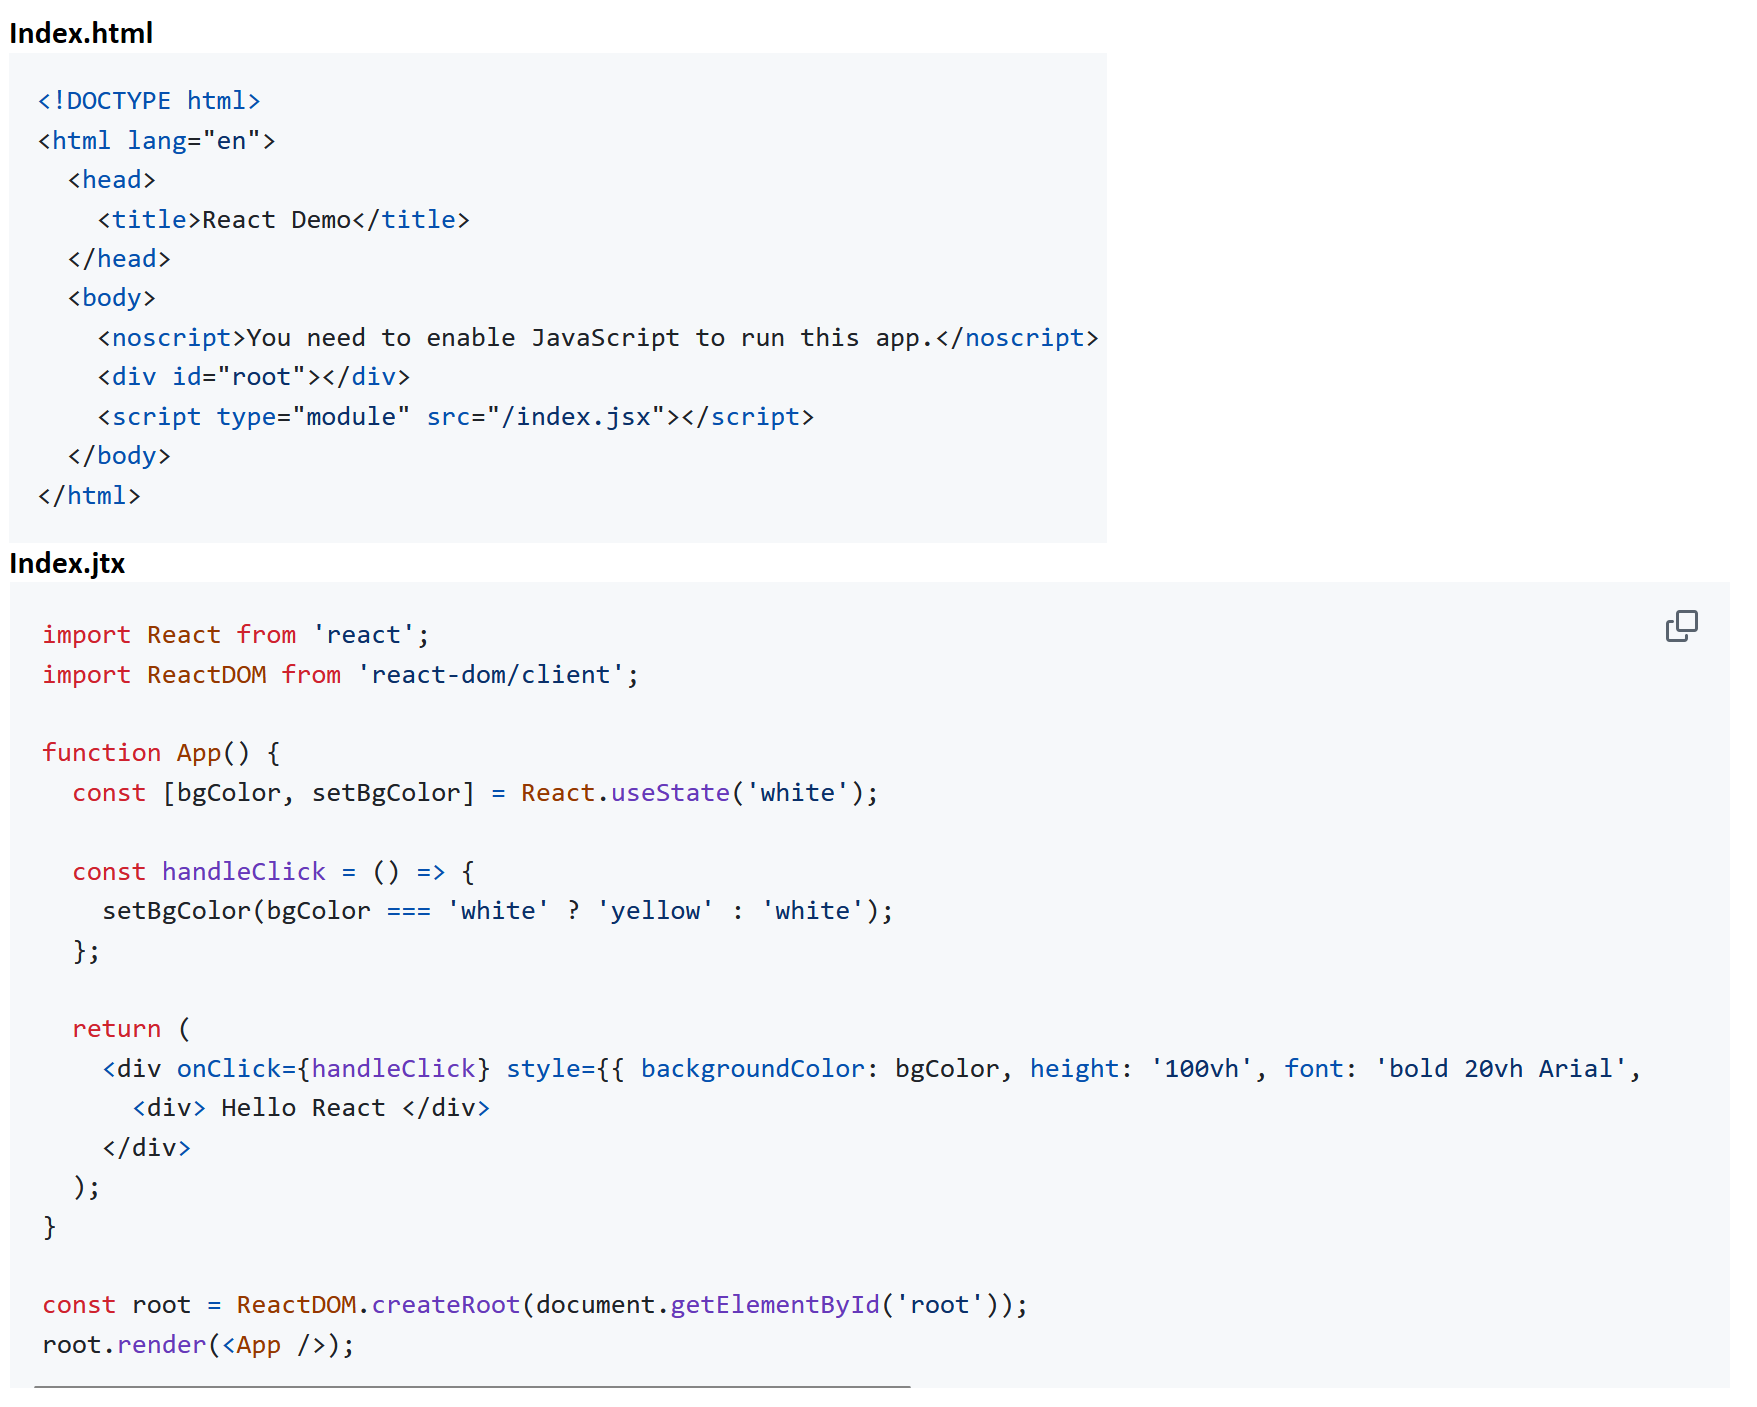 Index.html
<!DOCTYPE html>
<html lang="en">
  <head>
    <title>React Demo</title>
  </head>
  <body>
    <noscript>You need to enable JavaScript to run this app.</noscript>
    <div id="root"></div>
    <script type="module" src="/index.jsx"></script>
  </body>
</html>
Index.jtx
import React from 'react';
import ReactDOM from 'react-dom/client';
function App() {
  const [bgColor, setBgColor] = React.useState('white');
  const handleClick = () => {
    setBgColor(bgColor === 'white' ? 'yellow' : 'white');
  };
  return (
    <div onClick={handleClick} style={{ backgroundColor: bgColor, height: '100vh', font: 'bold 20vh Arial',
      <div> Hello React </div>
    </div>
  );
}
const root = ReactDOM.createRoot(document.getElementById('root'));
root.render(<App />);